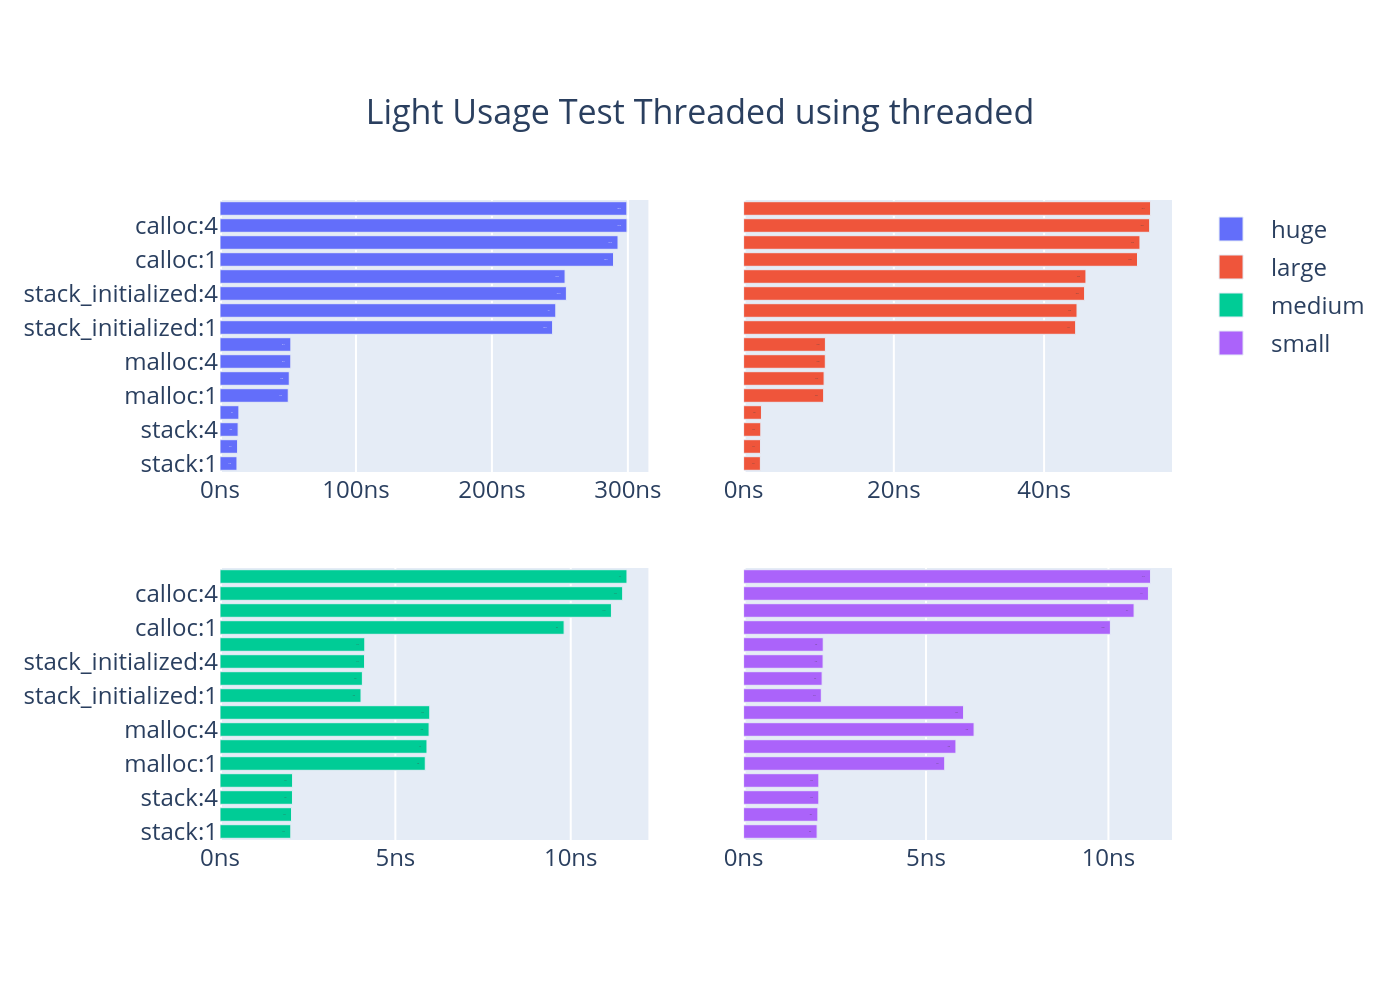 Light Usage Test Threaded using threaded
calloc:4
calloc:1
stack_initialized:4
stack_initialized:1
malloc:4
malloc:1
stack:4
stack:1
0ns 100ns 200ns 300ns
0ns 20ns 40ns
huge
large
medium
small
calloc:4
calloc:1
stack_initialized:4
stack_initialized:1
malloc:4
malloc:1
stack:4
stack:1
0ns 5ns 10ns
0ns 5ns 10ns